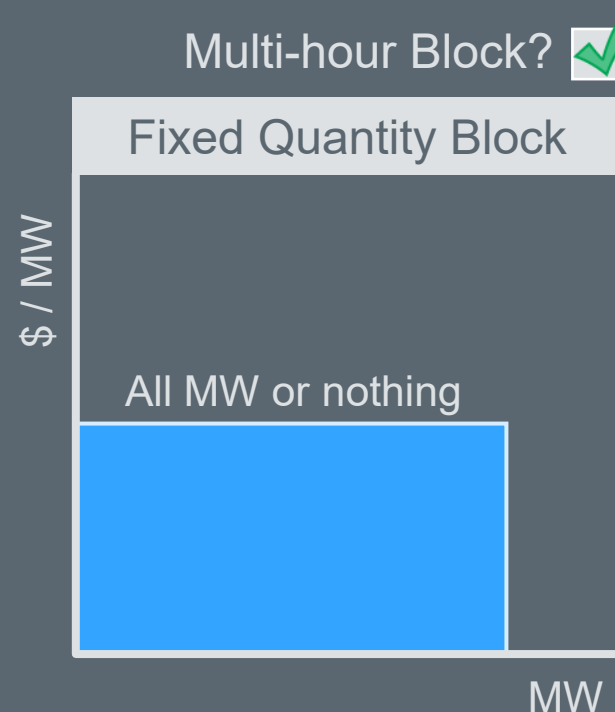 Multi-hour Block?
Fixed Quantity Block
$ / MW
All MW or nothing
MW